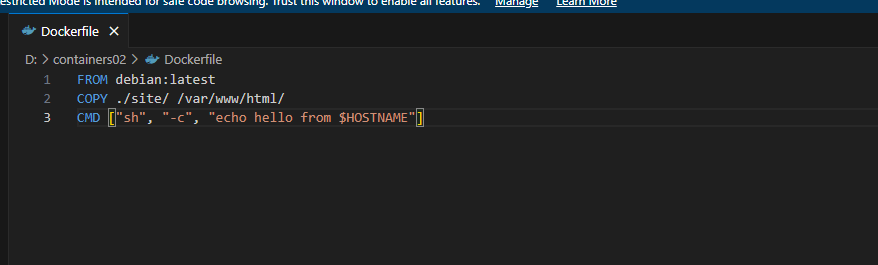 estricted Mode is intended for safe code browsing. Trust this window to enable all features. Manage Learn More
Dockerfile
D: > containers02 > Dockerfile
1 FROM debian:latest
2 COPY ./site/ /var/www/html/
3 CMD ["sh", "-c", "echo hello from $HOSTNAME"]